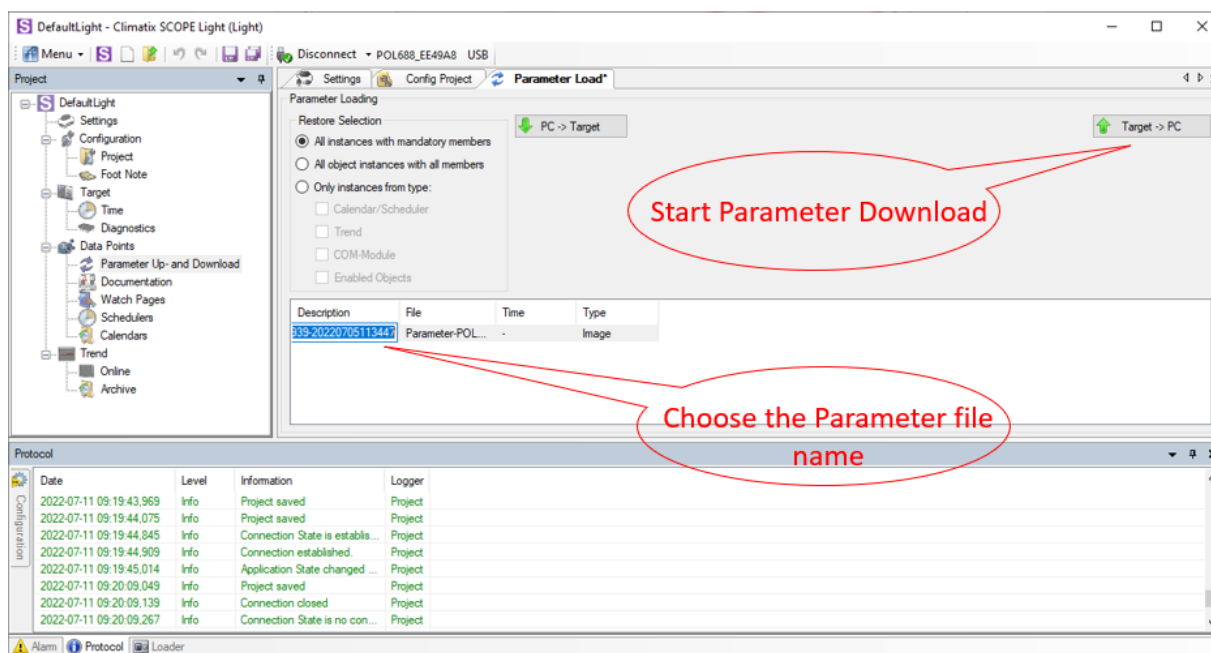 DefaultLight - Climatix SCOPE Light (Light)
Menu
Disconnect POL688_EE49A8 USB
Project
DefaultLight
Settings
Configuration
Project
Foot Note
Target
Time
Diagnostics
Data Points
Parameter Up- and Download
Documentation
Watch Pages
Schedulers
Calendars
Trend
Online
Archive
Settings Config Project Parameter Load*
Parameter Loading
Restore Selection
All instances with mandatory members
All object instances with all members
Only instances from type:
Calendar/Scheduler
Trend
COM-Module
Enabled Objects
PC -> Target
Target -> PC
Start Parameter Download
Description File Time Type
939-20220705113447 Parameter-POL... - Image
Choose the Parameter file
name
Protocol
Configuration
Date Level Information Logger
2022-07-11 09:19:43,969 Info Project saved Project
2022-07-11 09:19:44,075 Info Project saved Project
2022-07-11 09:19:44,845 Info Connection State is establis... Project
2022-07-11 09:19:44,909 Info Connection established. Project
2022-07-11 09:19:45,014 Info Application State changed ... Project
2022-07-11 09:20:09,049 Info Project saved Project
2022-07-11 09:20:09,139 Info Connection closed Project
2022-07-11 09:20:09,267 Info Connection State is no con... Project
Alarm Protocol Loader